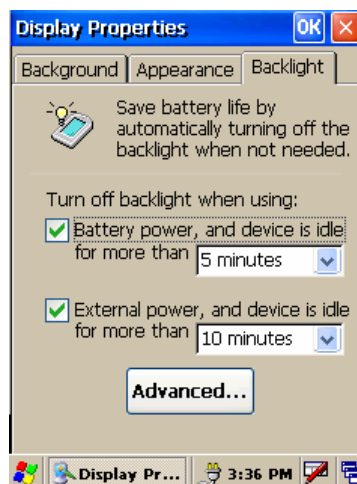 Display Properties OK
Background Appearance Backlight
Save battery life by
automatically turning off the
backlight when not needed.
Turn off backlight when using:
Battery power, and device is idle
for more than 5 minutes
External power, and device is idle
for more than 10 minutes
Advanced...
Display Pr... 3:36 PM